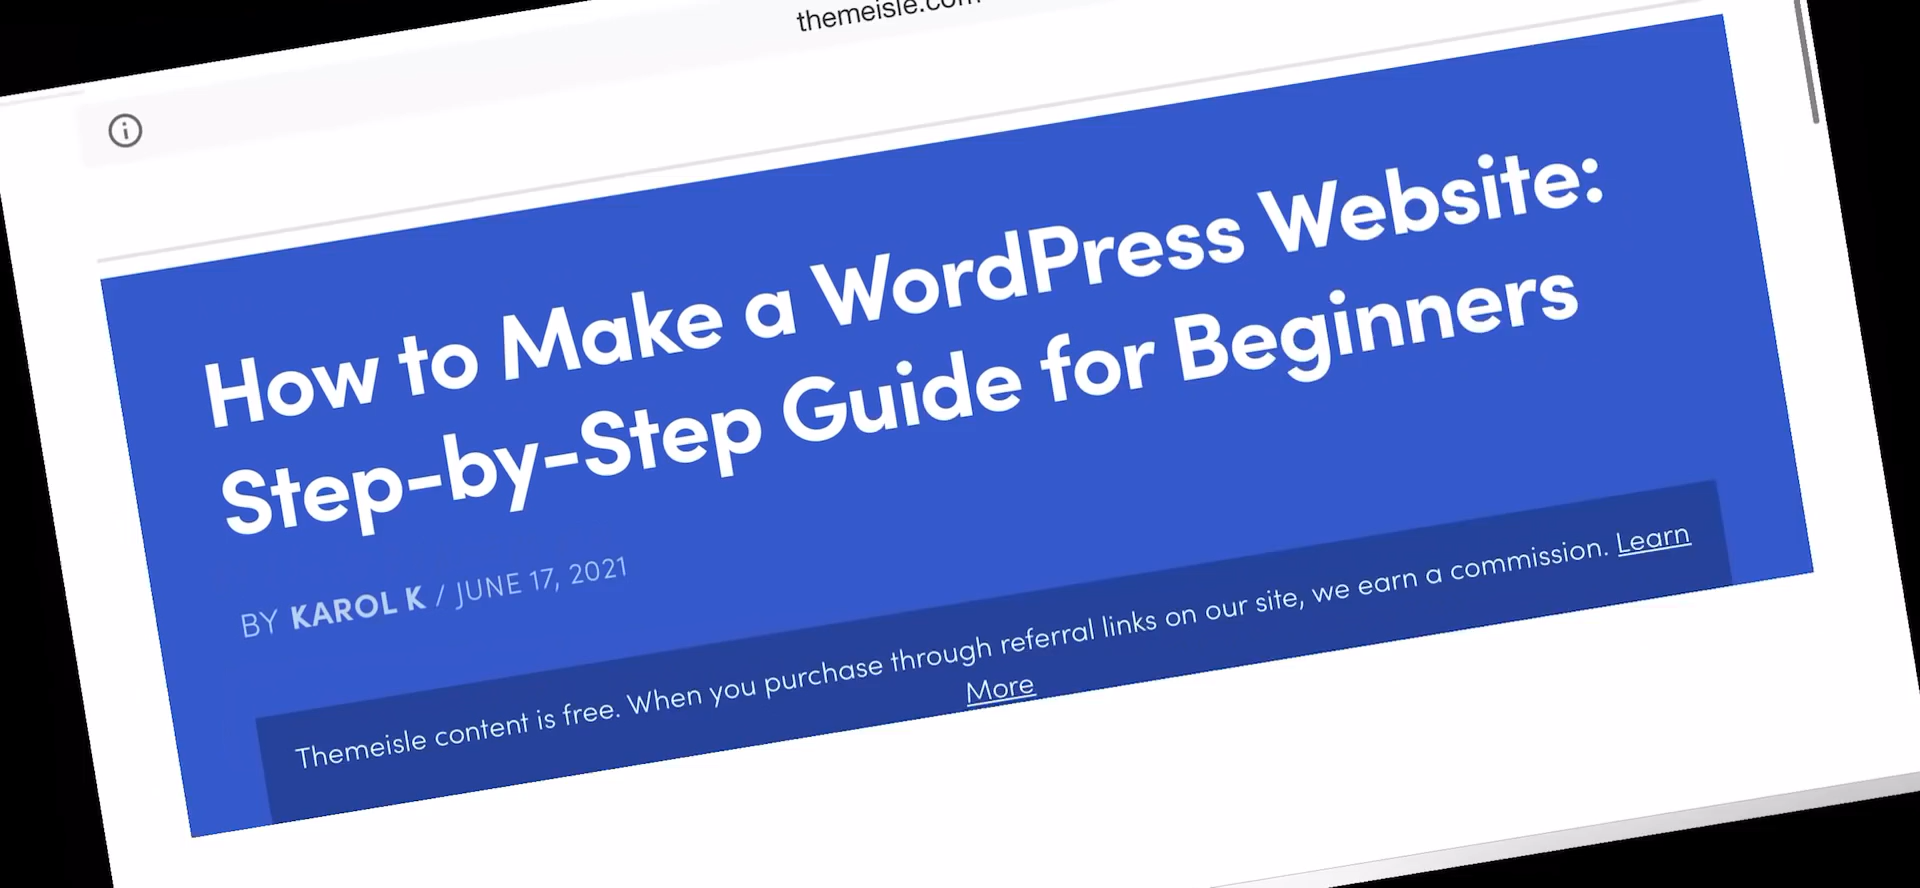 themeisle.com
How to Make a WordPress Website:
Step-by-Step Guide for Beginners
BY KAROL K / JUNE 17, 2021
Themeisle content is free. When you purchase through referral links on our site, we earn a commission. Learn
More